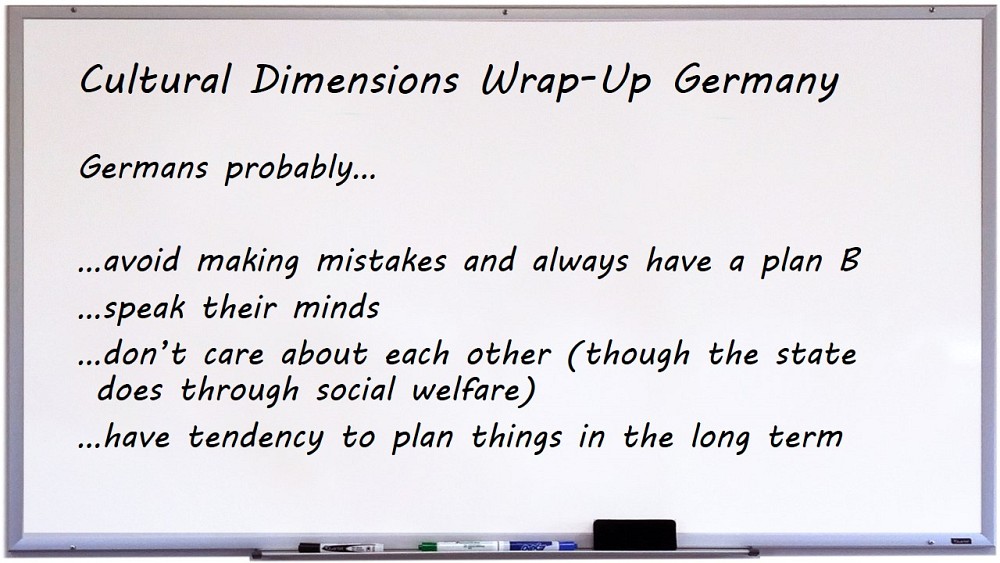 Cultural Dimensions Wrap-Up Germany
Germans probably...
...avoid making mistakes and always have a plan B
...speak their minds
...don't care about each other (though the state
does through social welfare)
...have tendency to plan things in the long term